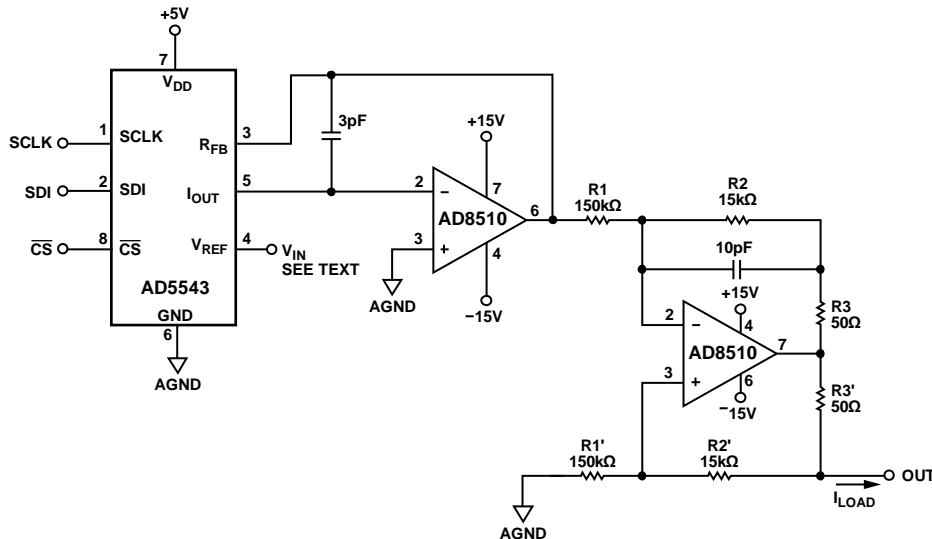 +5V
7
VDD
SCLK 1 SCLK
RFB 3
3pF
SDI 2 SDI
IOUT 5
CS 8 CS
VREF 4 VIN
SEE TEXT
AD5543
GND
6
AGND
+15V
2 − 7
AD8510 6
3 + 4
AGND
−15V
R1
150kΩ
R2
15kΩ
10pF
+15V
R3
50Ω
2 − 4
AD8510 7
3 + 6
−15V
R3'
50Ω
R1'
150kΩ
R2'
15kΩ
OUT
ILOAD
AGND